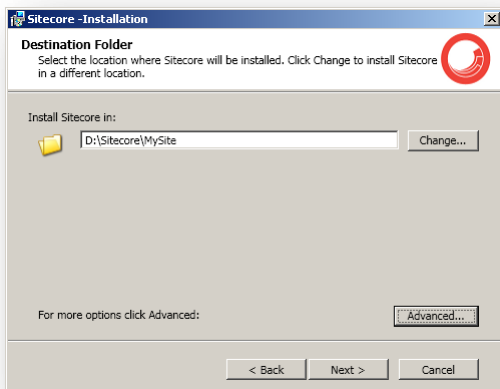 Sitecore -Installation
Destination Folder
Select the location where Sitecore will be installed. Click Change to install Sitecore
in a different location.
Install Sitecore in:
D:\Sitecore\MySite
Change...
For more options click Advanced:
Advanced...
< Back
Next >
Cancel